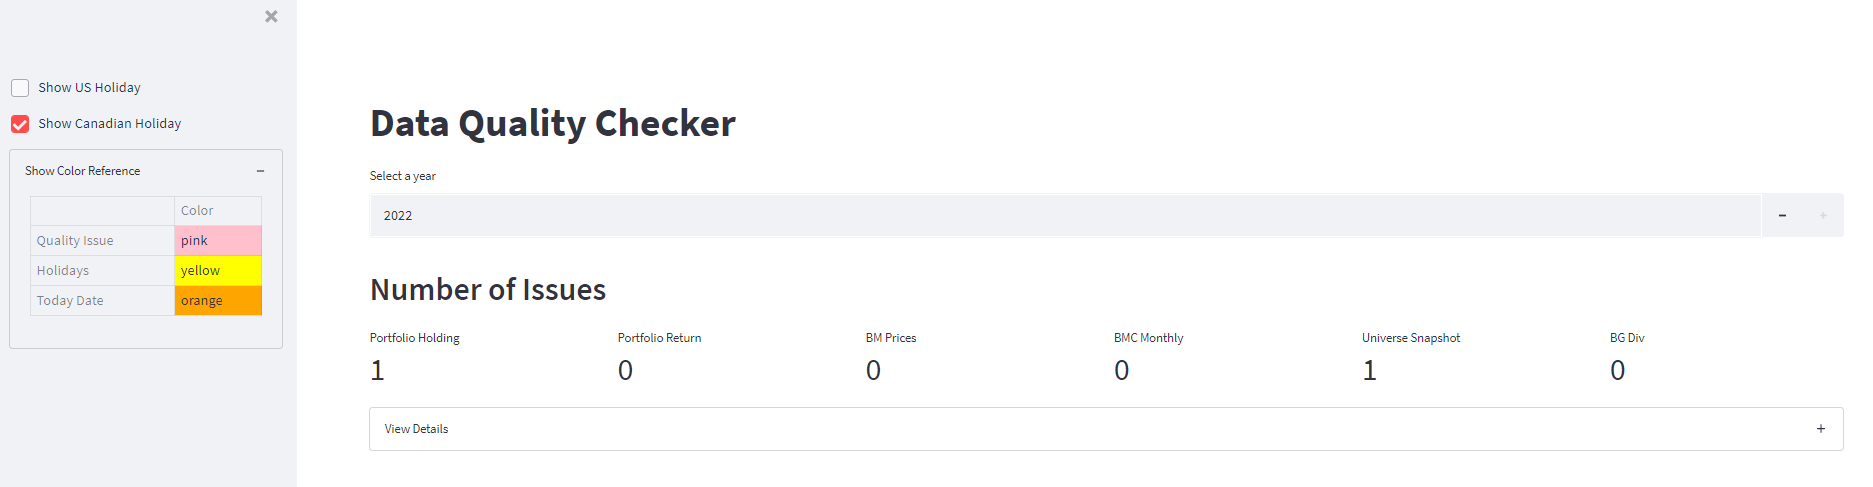 Show US Holiday
Show Canadian Holiday
Show Color Reference
Color
Quality Issue pink
Holidays yellow
Today Date orange
Data Quality Checker
Select a year
2022
Number of Issues
Portfolio Holding Portfolio Return BM Prices BMC Monthly Universe Snapshot BG Div
1 0 0 0 1 0
View Details